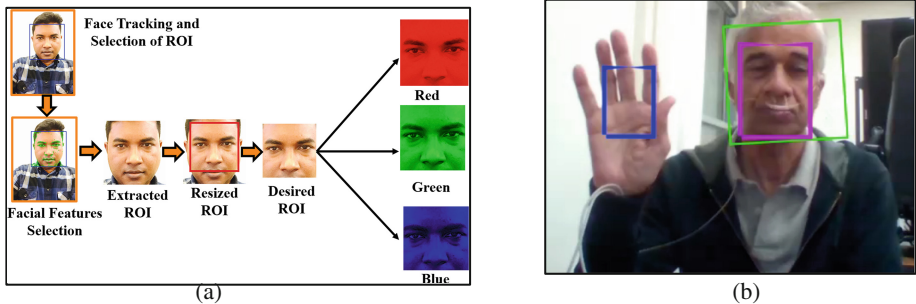 Face Tracking and
Selection of ROI
Red
Green
Extracted
ROI
Resized
ROI
Desired
ROI
Facial Features
Selection
Blue
(a)
(b)